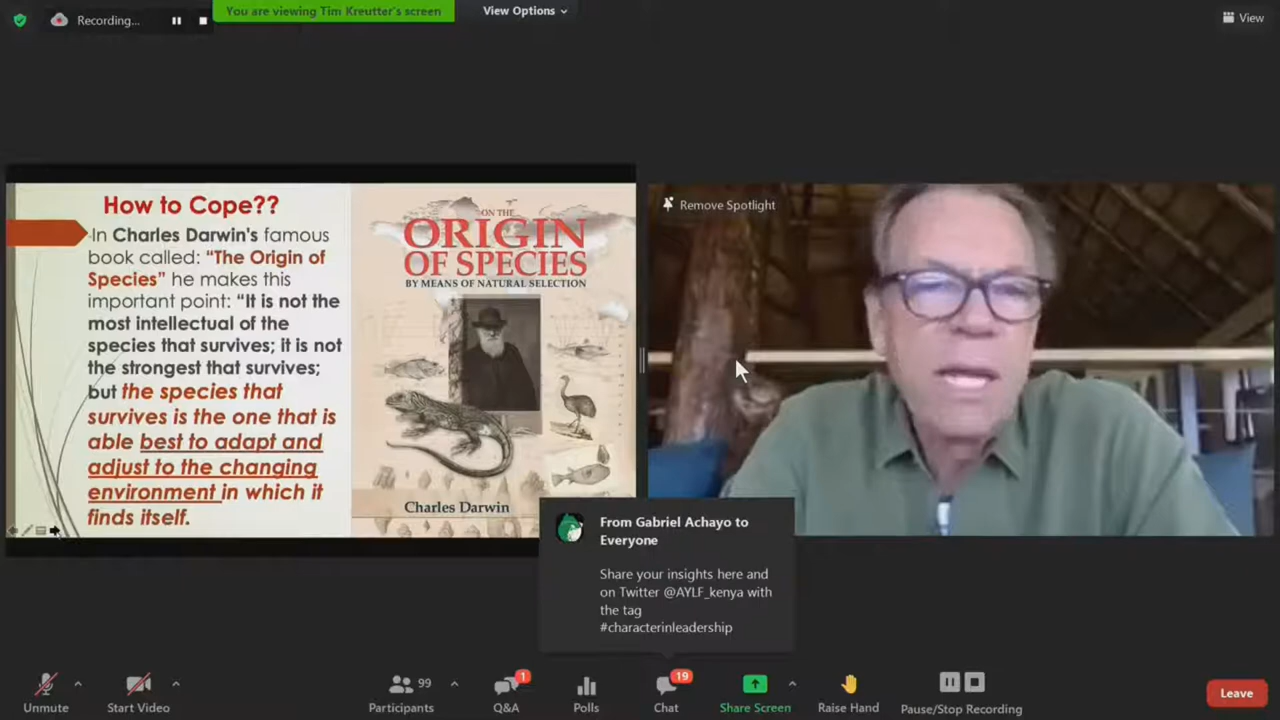 Recording...
You are viewing Tim Kreutter's screen
View Options
View
How to Cope??
In Charles Darwin's famous
book called: “The Origin of
Species” he makes this
important point: “It is not the
most intellectual of the
species that survives; it is not
the strongest that survives;
but the species that
survives is the one that is
able best to adapt and
adjust to the changing
environment in which it
finds itself.
ON THE
ORIGIN
OF SPECIES
BY MEANS OF NATURAL SELECTION
Charles Darwin
Remove Spotlight
From Gabriel Achayo to
Everyone
Share your insights here and
on Twitter @AYLF_kenya with
the tag
#characterinleadership
Unmute
Start Video
99
Participants
1
Q&A
Polls
19
Chat
Share Screen
Raise Hand
Pause/Stop Recording
Leave